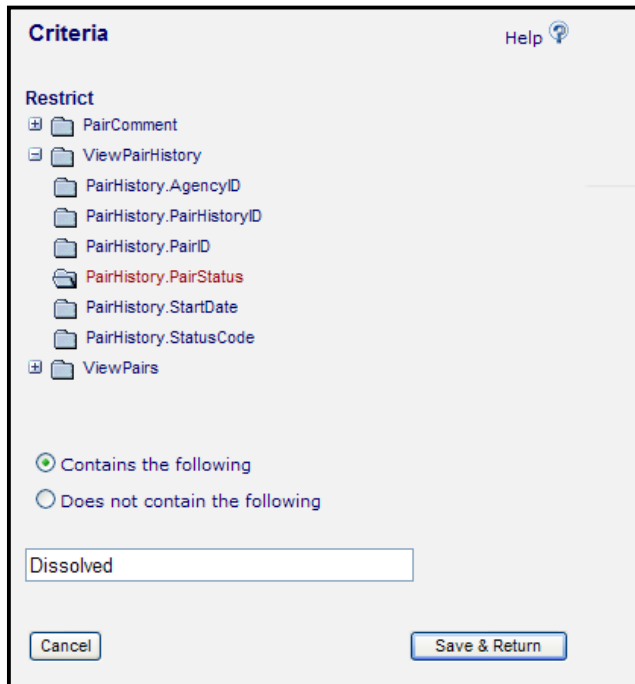 Criteria
Help
Restrict
PairComment
ViewPairHistory
PairHistory.AgencyID
PairHistory.PairHistoryID
PairHistory.PairID
PairHistory.PairStatus
PairHistory.StartDate
PairHistory.StatusCode
ViewPairs
Contains the following
Does not contain the following
Dissolved
Cancel
Save & Return